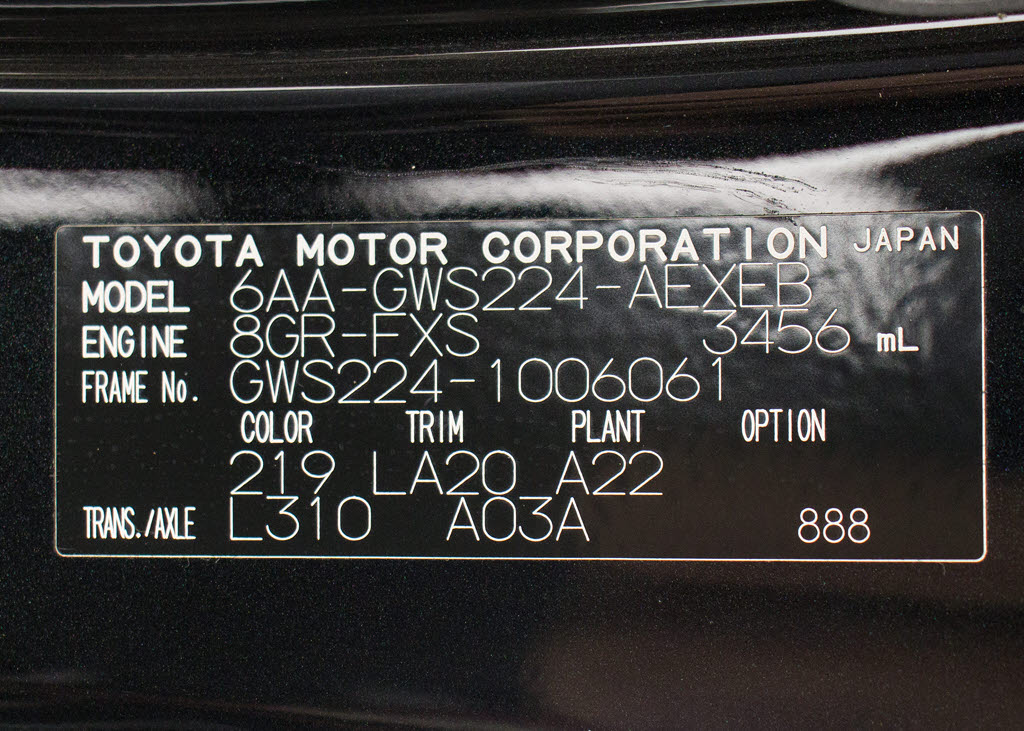 TOYOTA MOTOR CORPORATION JAPAN
MODEL 6AA-GWS224-AEXEB
ENGINE 8GR-FXS 3456 mL
FRAME No. GWS224-1006061
COLOR TRIM PLANT OPTION
219 LA20 A22
TRANS./AXLE L310 A03A 888